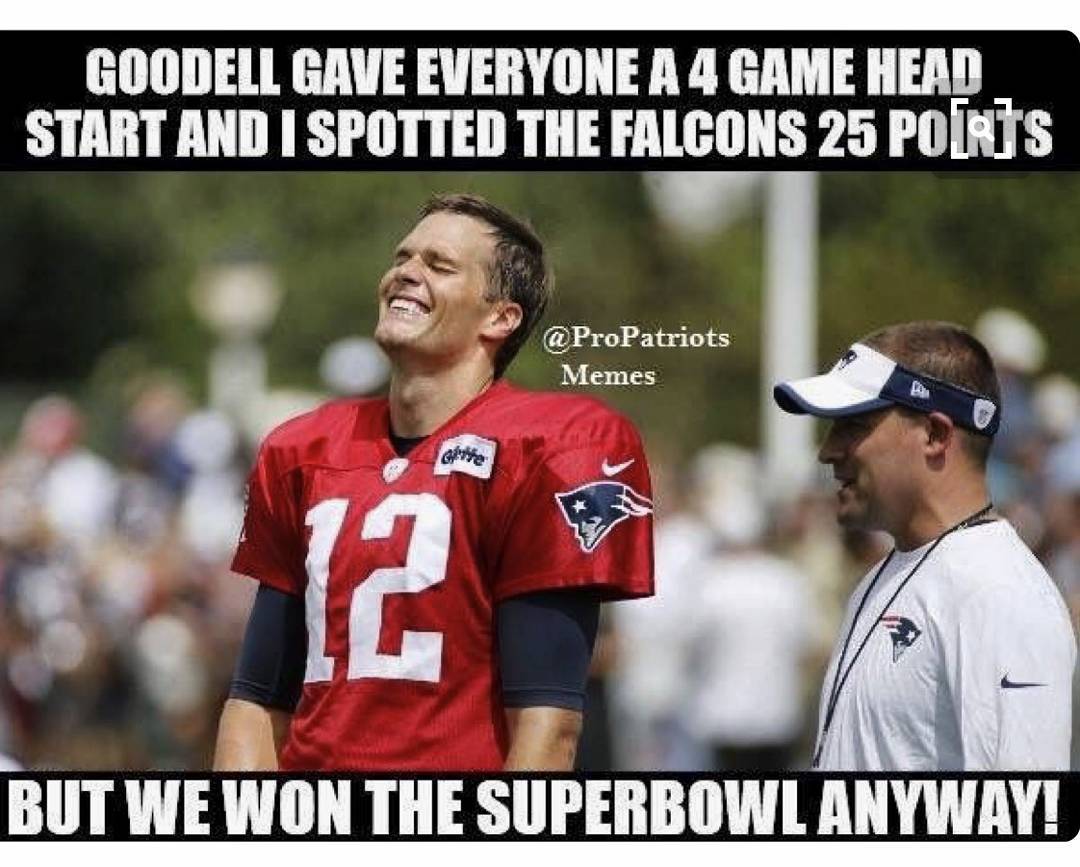 GOODELL GAVE EVERYONE A 4 GAME HEAD
START AND I SPOTTED THE FALCONS 25 POINTS
@ProPatriots
Memes
Gillette
12
BUT WE WON THE SUPERBOWL ANYWAY!